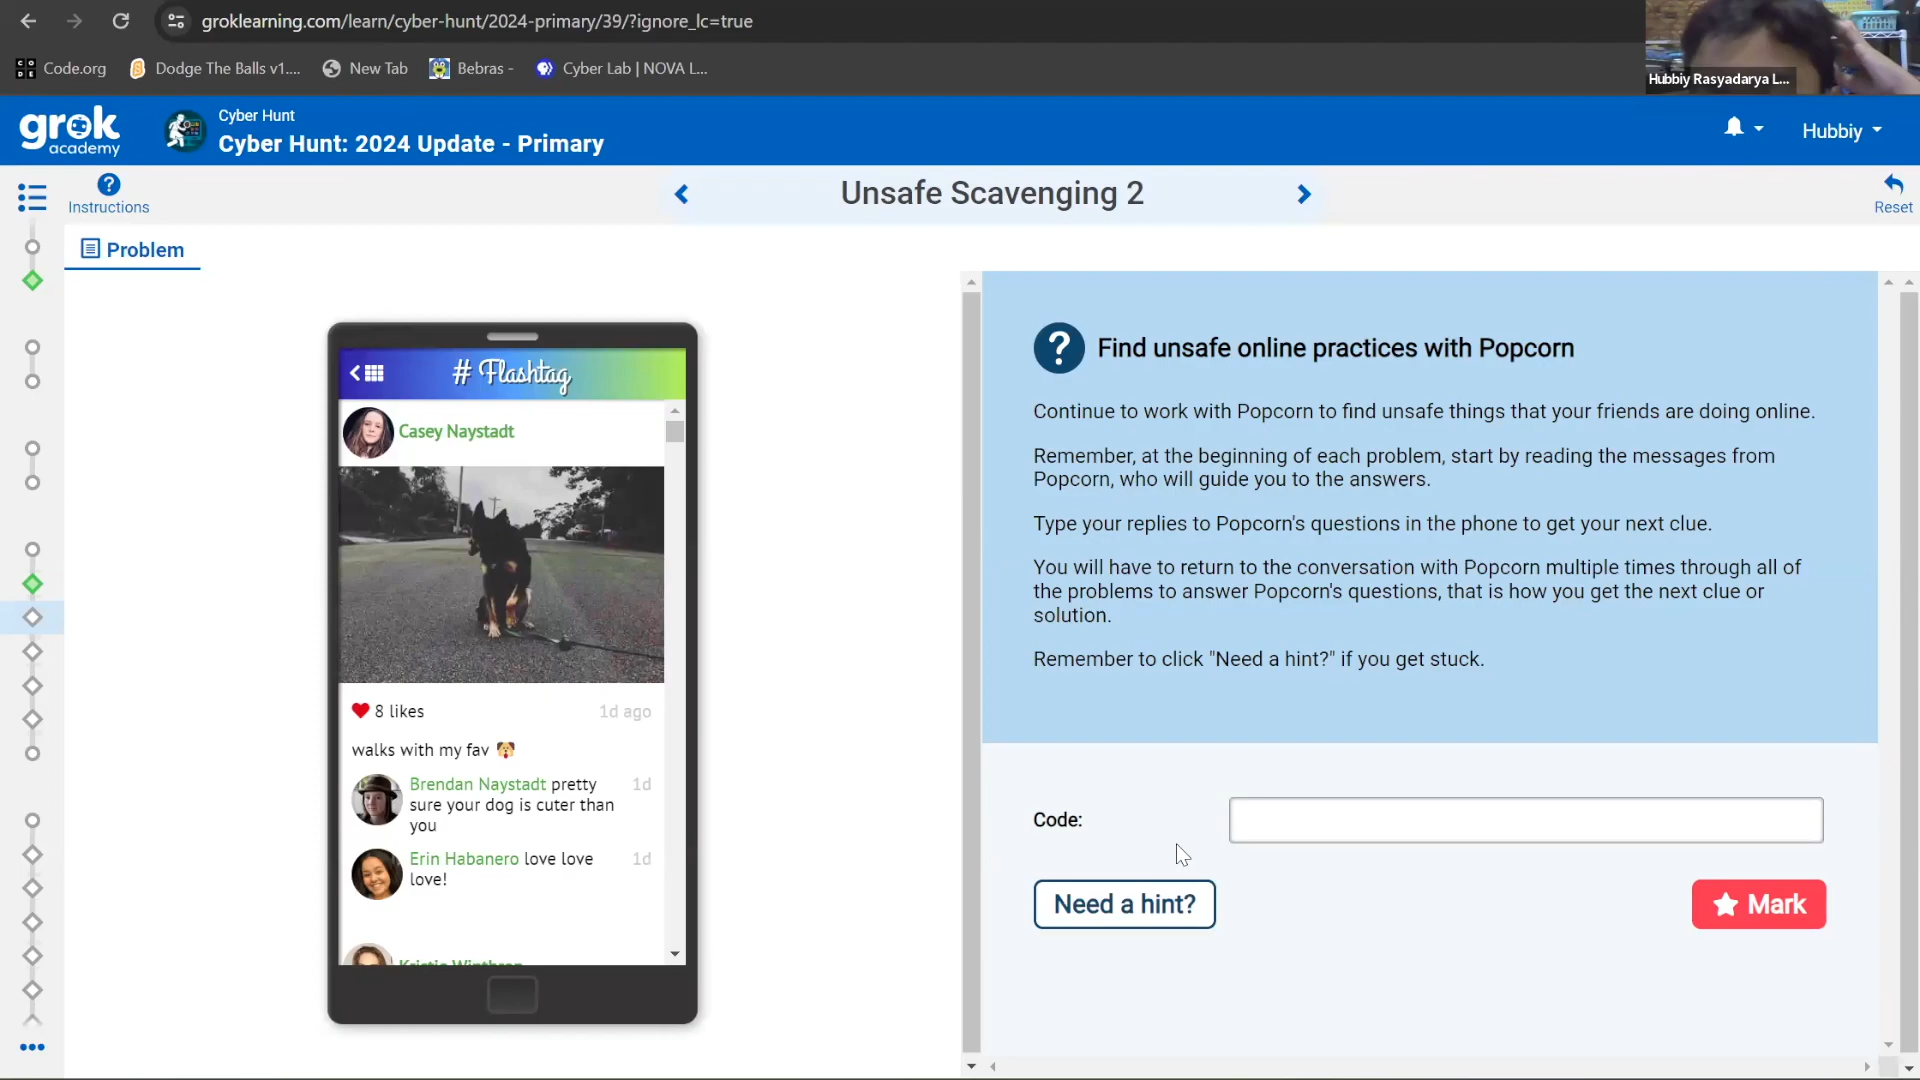 groklearning.com/learn/cyber-hunt/2024-primary/39/?ignore_lc=true
Code.org
Dodge The Balls v1....
New Tab
Bebras -
Cyber Lab | NOVA L...
Hubbiy Rasyadarya L...
grok
academy
Cyber Hunt
Cyber Hunt: 2024 Update - Primary
Hubbiy
Instructions
Unsafe Scavenging 2
Reset
Problem
# Flashtag
Casey Naystadt
8 likes
1d ago
walks with my fav
Brendan Naystadt pretty 1d
sure your dog is cuter than
you
Erin Habanero love love 1d
love!
Kristie Winthrop
? Find unsafe online practices with Popcorn
Continue to work with Popcorn to find unsafe things that your friends are doing online.
Remember, at the beginning of each problem, start by reading the messages from
Popcorn, who will guide you to the answers.
Type your replies to Popcorn's questions in the phone to get your next clue.
You will have to return to the conversation with Popcorn multiple times through all of
the problems to answer Popcorn's questions, that is how you get the next clue or
solution.
Remember to click "Need a hint?" if you get stuck.
Code:
Need a hint?
Mark